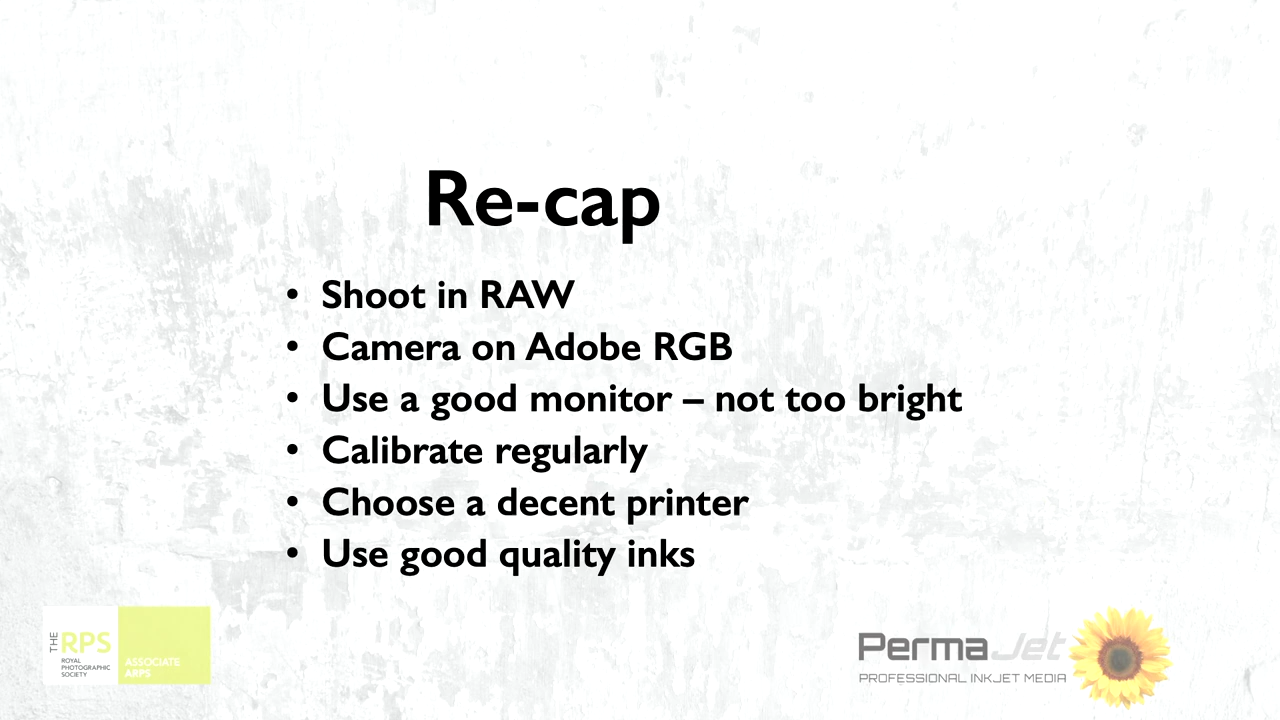 Re-cap
• Shoot in RAW
• Camera on Adobe RGB
• Use a good monitor – not too bright
• Calibrate regularly
• Choose a decent printer
• Use good quality inks
THE RPS
ROYAL
PHOTOGRAPHIC
SOCIETY
ASSOCIATE
ARPS
PermaJet
PROFESSIONAL INKJET MEDIA